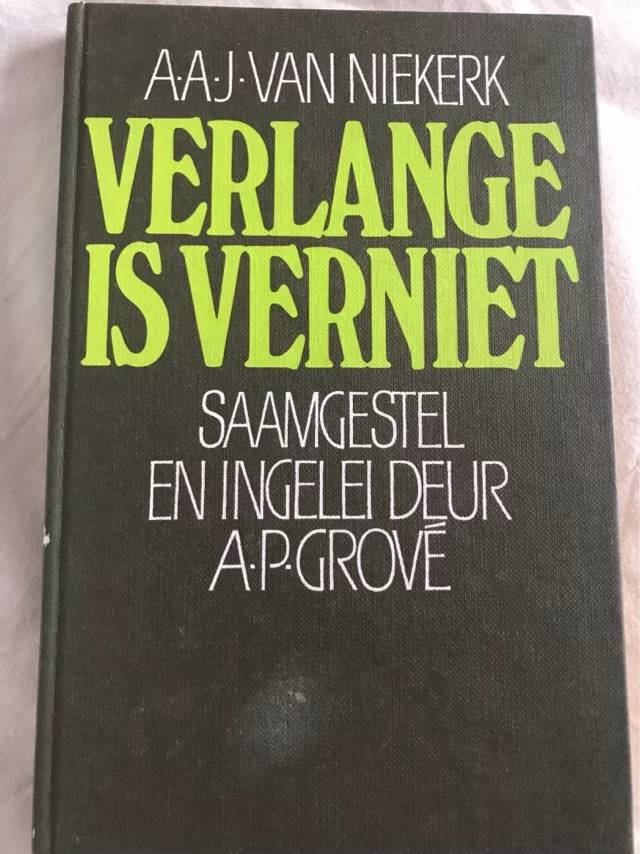 A.A.J. VAN NIEKERK
VERLANGE
IS VERNIET
SAAMGESTEL
EN INGELEI DEUR
A.P. GROVÉ